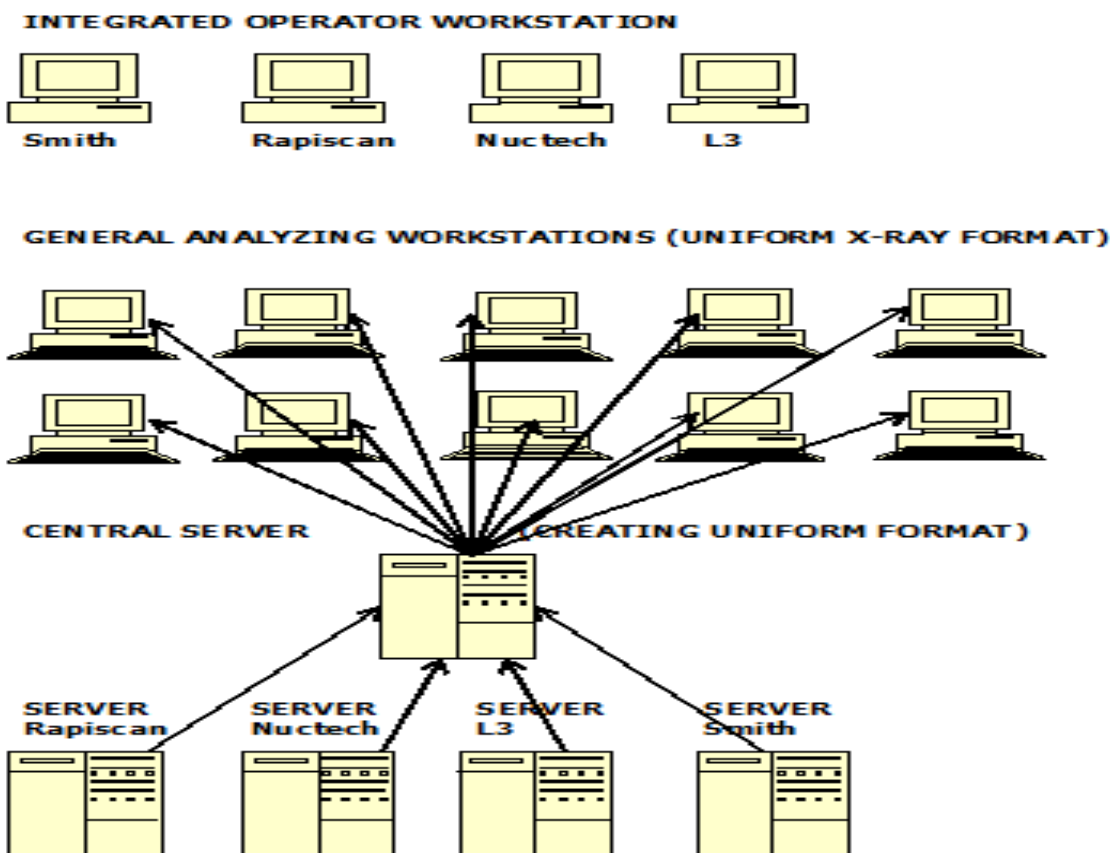 INTEGRATED OPERATOR WORKSTATION
Smith Rapiscan Nuctech L3
GENERAL ANALYZING WORKSTATIONS (UNIFORM X-RAY FORMAT)
CENTRAL SERVER (CREATING UNIFORM FORMAT)
SERVER SERVER SERVER SERVER
Rapiscan Nuctech L3 Smith